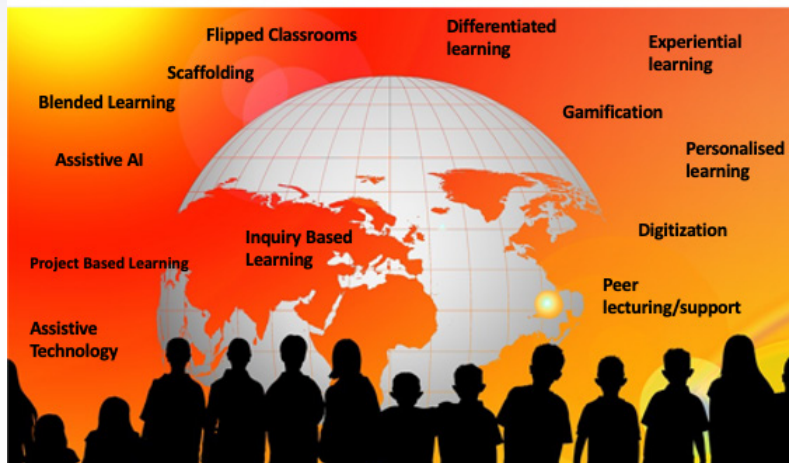 Flipped Classrooms
Differentiated
learning
Experiential
learning
Scaffolding
Blended Learning
Gamification
Assistive AI
Personalised
learning
Inquiry Based
Learning
Digitization
Project Based Learning
Peer
lecturing/support
Assistive
Technology